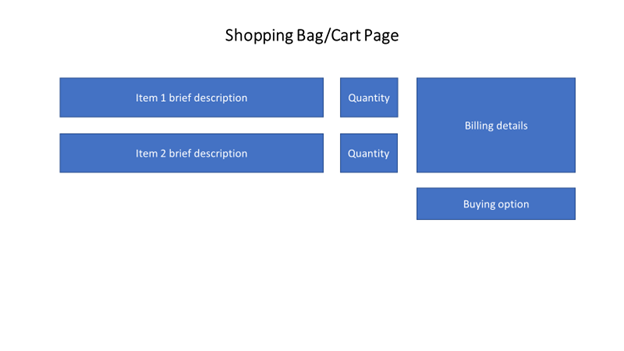 Shopping Bag/Cart Page
Item 1 brief description
Quantity
Billing details
Item 2 brief description
Quantity
Buying option